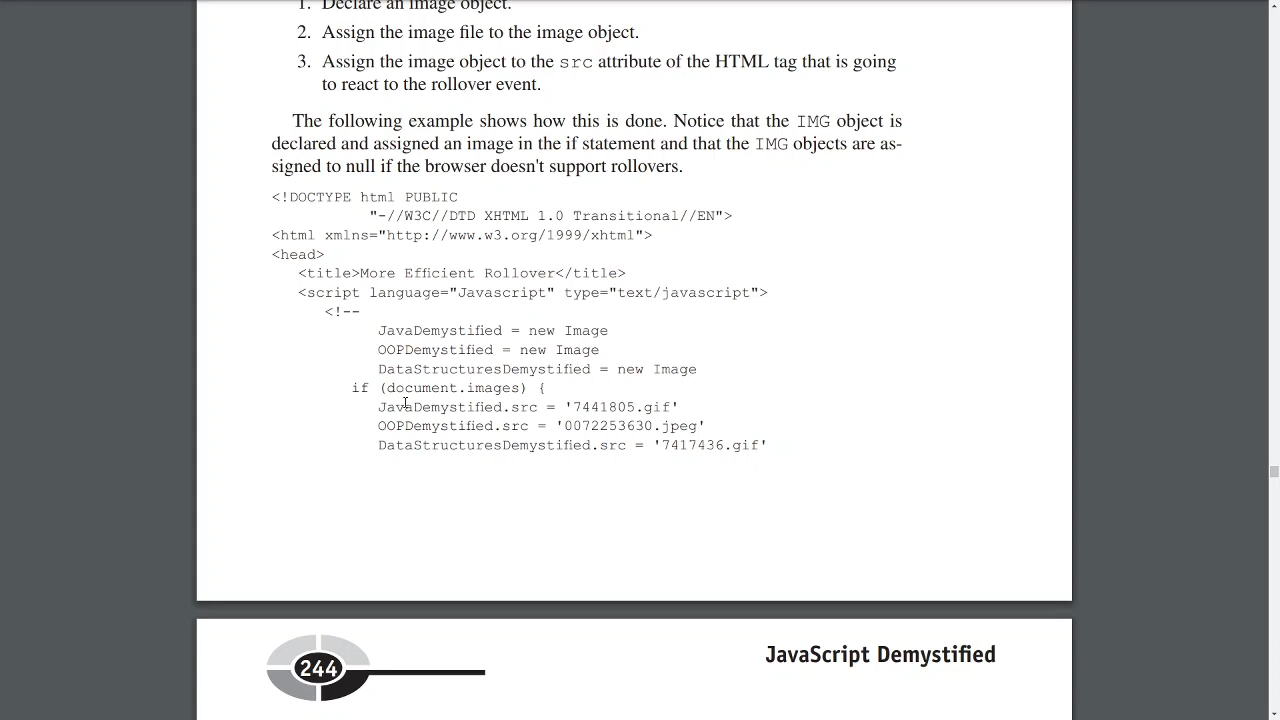 1. Declare an image object.
2. Assign the image file to the image object.
3. Assign the image object to the src attribute of the HTML tag that is going
to react to the rollover event.
The following example shows how this is done. Notice that the IMG object is
declared and assigned an image in the if statement and that the IMG objects are as-
signed to null if the browser doesn't support rollovers.
<!DOCTYPE html PUBLIC
"-//W3C//DTD XHTML 1.0 Transitional//EN">
<html xmlns="http://www.w3.org/1999/xhtml">
<head>
<title>More Efficient Rollover</title>
<script language="Javascript" type="text/javascript">
<!--
JavaDemystified = new Image
OOPDemystified = new Image
DataStructuresDemystified = new Image
if (document.images) {
JavaDemystified.src = '7441805.gif'
OOPDemystified.src = '0072253630.jpeg'
DataStructuresDemystified.src = '7417436.gif'
244
JavaScript Demystified